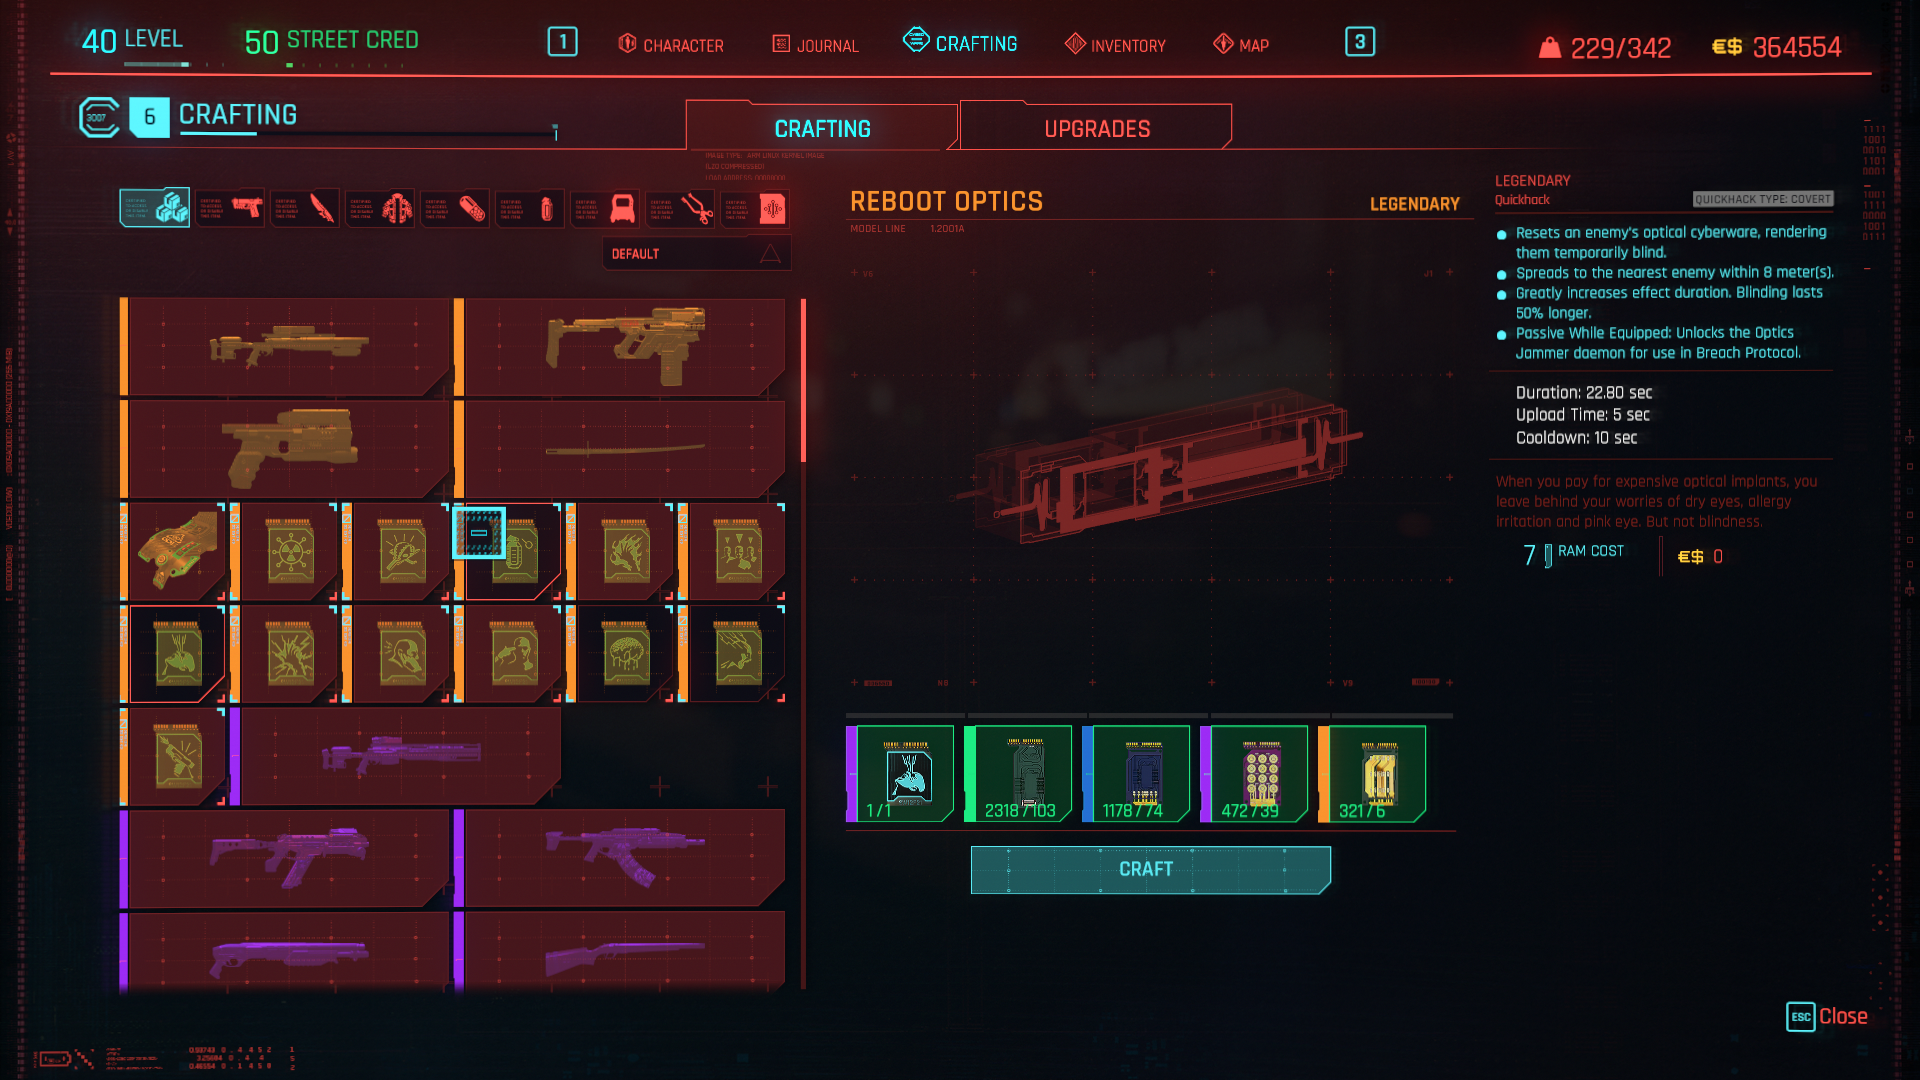 40 LEVEL
50 STREET CRED
1
CHARACTER
JOURNAL
CRAFTING
INVENTORY
MAP
3
229/342
€$ 364554
6 CRAFTING
CRAFTING
UPGRADES
DEFAULT
REBOOT OPTICS
LEGENDARY
MODEL LINE 1.2001A
LEGENDARY
Quickhack
QUICKHACK TYPE: COVERT
Resets an enemy's optical cyberware, rendering
them temporarily blind.
Spreads to the nearest enemy within 8 meter(s).
Greatly increases effect duration. Blinding lasts
50% longer.
Passive While Equipped: Unlocks the Optics
Jammer daemon for use in Breach Protocol.
Duration: 22.80 sec
Upload Time: 5 sec
Cooldown: 10 sec
When you pay for expensive optical implants, you
leave behind your worries of dry eyes, allergy
irritation and pink eye. But not blindness.
7 RAM COST
€$ 0
1/1
2318/103
1178/74
472/39
321/6
CRAFT
ESC Close